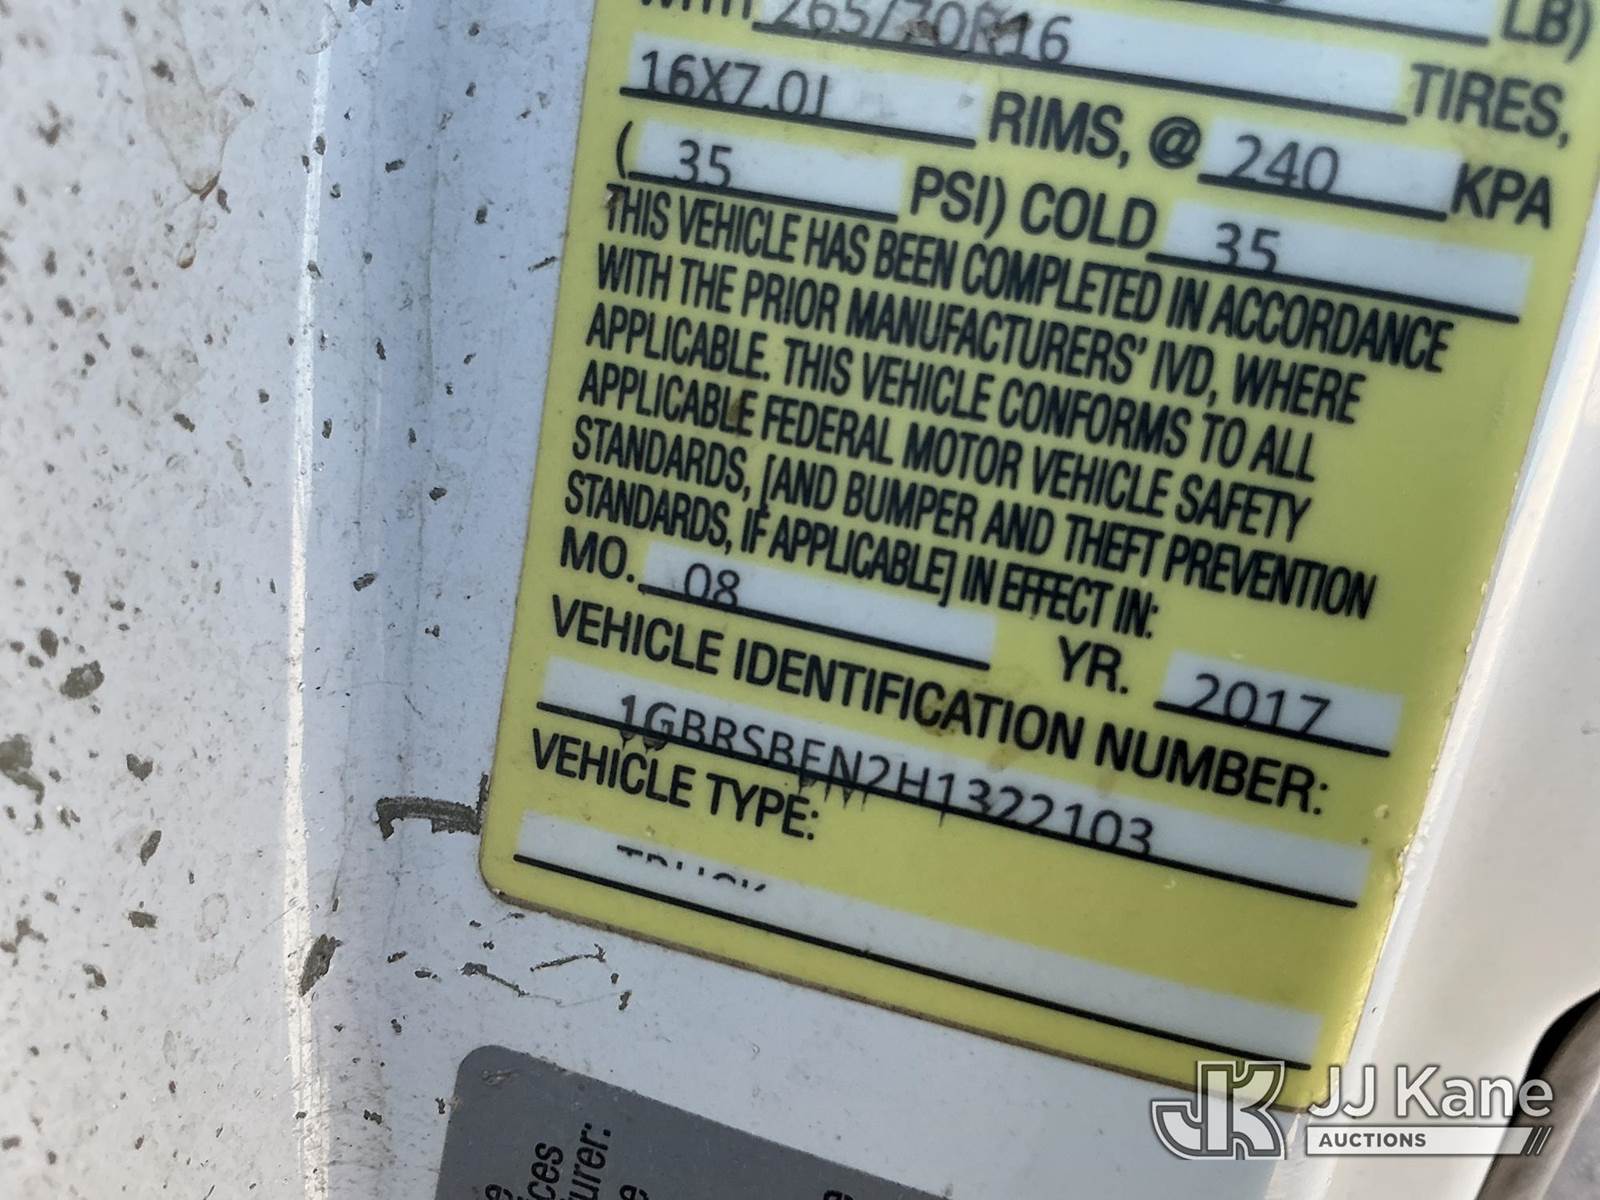 WITH 265/70R16 LB)
16X7.0J TIRES,
RIMS, @ 240 KPA
( 35 PSI) COLD 35
THIS VEHICLE HAS BEEN COMPLETED IN ACCORDANCE
WITH THE PRIOR MANUFACTURERS' IVD, WHERE
APPLICABLE. THIS VEHICLE CONFORMS TO ALL
APPLICABLE FEDERAL MOTOR VEHICLE SAFETY
STANDARDS, [AND BUMPER AND THEFT PREVENTION
STANDARDS, IF APPLICABLE] IN EFFECT IN:
MO. 08 YR. 2017
VEHICLE IDENTIFICATION NUMBER:
1GBRSBEN2H1322103
VEHICLE TYPE:
TRUCK
JJ Kane
AUCTIONS